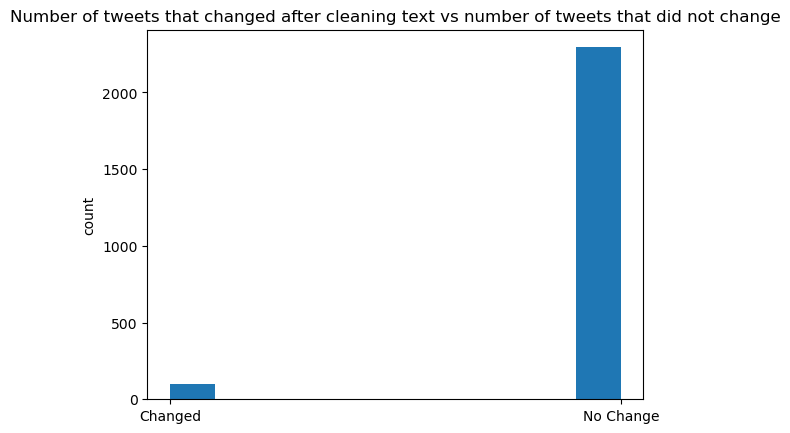 Number of tweets that changed after cleaning text vs number of tweets that did not change
2000
1500
1000
500
0
count
Changed
No Change